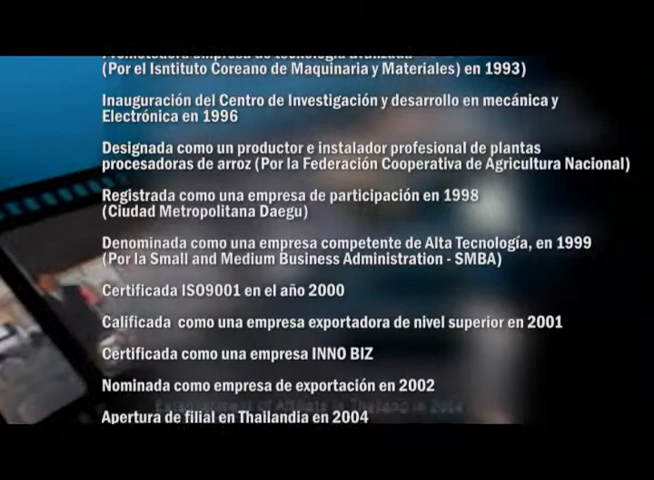 Prometedora empresa de tecnología avanzada
(Por el Isntituto Coreano de Maquinaria y Materiales) en 1993)
Inauguración del Centro de Investigación y desarrollo en mecánica y
Electrónica en 1996
Designada como un productor e instalador profesional de plantas
procesadoras de arroz (Por la Federación Cooperativa de Agricultura Nacional)
Registrada como una empresa de participación en 1998
(Ciudad Metropolitana Daegu)
Denominada como una empresa competente de Alta Tecnología, en 1999
(Por la Small and Medium Business Administration - SMBA)
Certificada ISO9001 en el año 2000
Calificada como una empresa exportadora de nivel superior en 2001
Certificada como una empresa INNO BIZ
Nominada como empresa de exportación en 2002
Apertura de filial en Thailandia en 2004